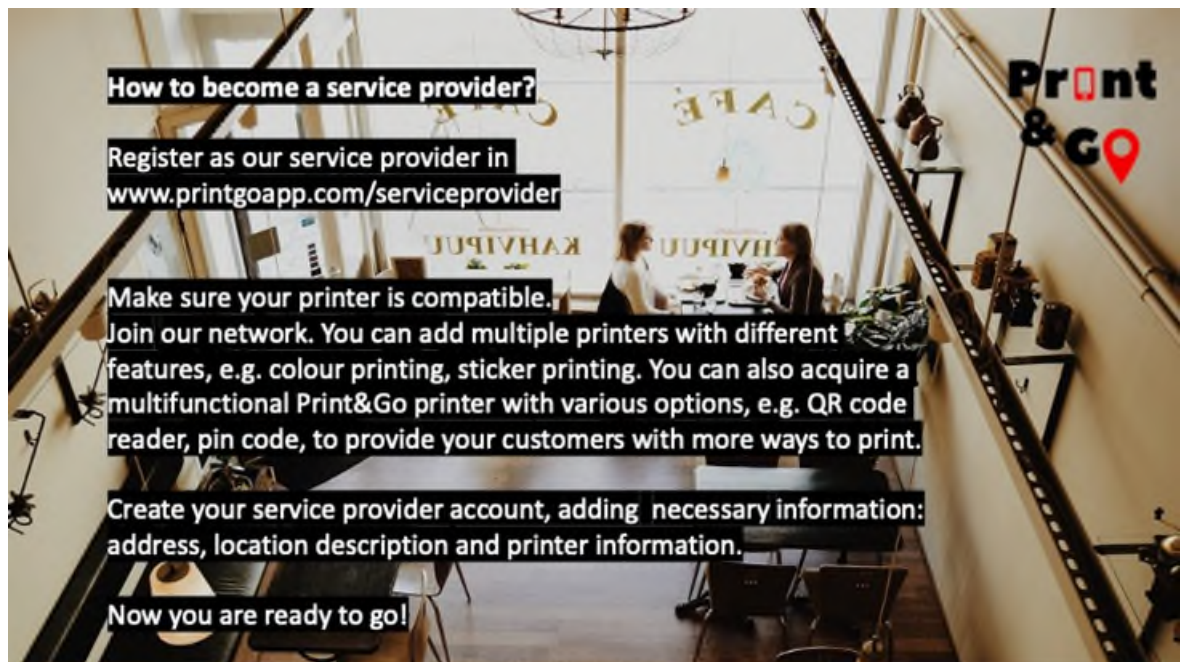 How to become a service provider?
Register as our service provider in
www.printgoapp.com/serviceprovider
Make sure your printer is compatible.
Join our network. You can add multiple printers with different
features, e.g. colour printing, sticker printing. You can also acquire a
multifunctional Print&Go printer with various options, e.g. QR code
reader, pin code, to provide your customers with more ways to print.
Create your service provider account, adding  necessary information:
address, location description and printer information.
Now you are ready to go!
Print
& GO
CAFÉ
KAHVIPUU